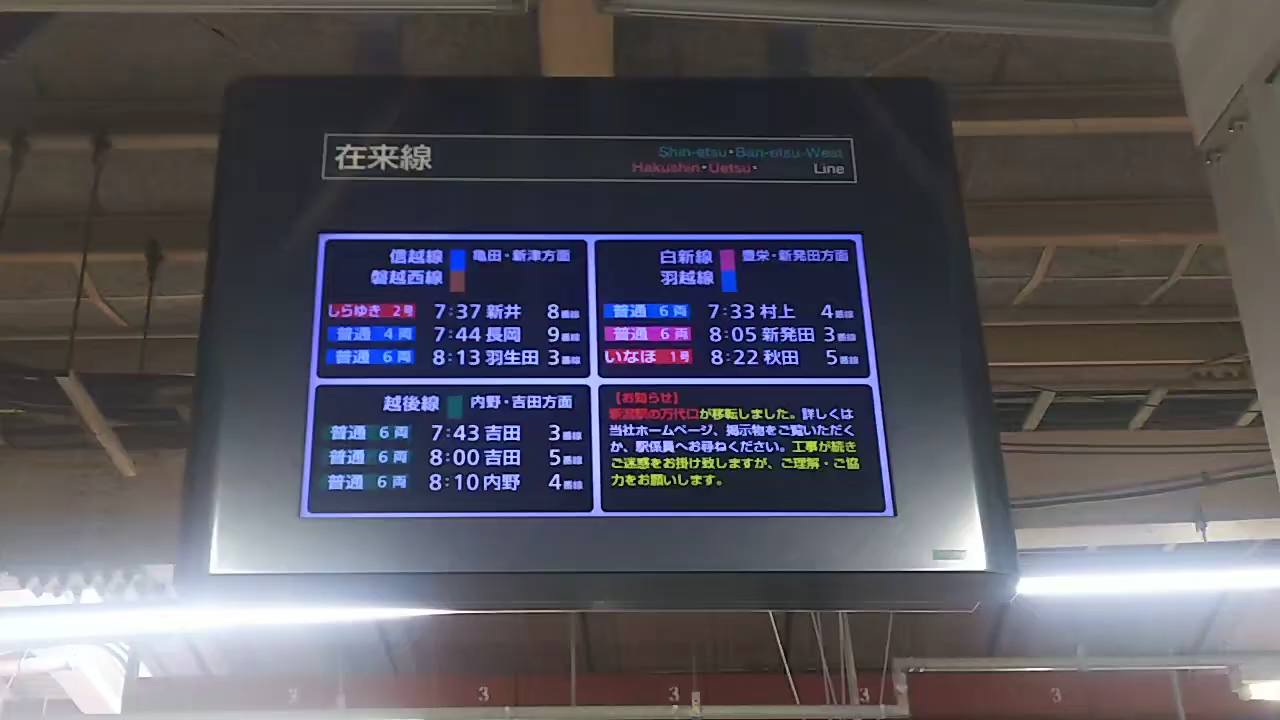 在来線
Shin-etsu・Ban-etsu-West
Hakushin・Uetsu・
Line
信越線 亀田・新津方面
磐越西線
しらゆき 2号 7:37 新井 8番線
普通 4両 7:44 長岡 9番線
普通 6両 8:13 羽生田 3番線
白新線 豊栄・新発田方面
羽越線
普通 6両 7:33 村上 4番線
普通 6両 8:05 新発田 3番線
いなほ 1号 8:22 秋田 5番線
越後線 内野・吉田方面
普通 6両 7:43 吉田 3番線
普通 6両 8:00 吉田 5番線
普通 6両 8:10 内野 4番線
【お知らせ】
新潟駅の万代口が移転しました。詳しくは
当社ホームページ、掲示物をご覧いただく
か、駅係員へお尋ねください。工事が続き
ご迷惑をお掛け致しますが、ご理解・ご協
力をお願いします。
3 3 3 3 3